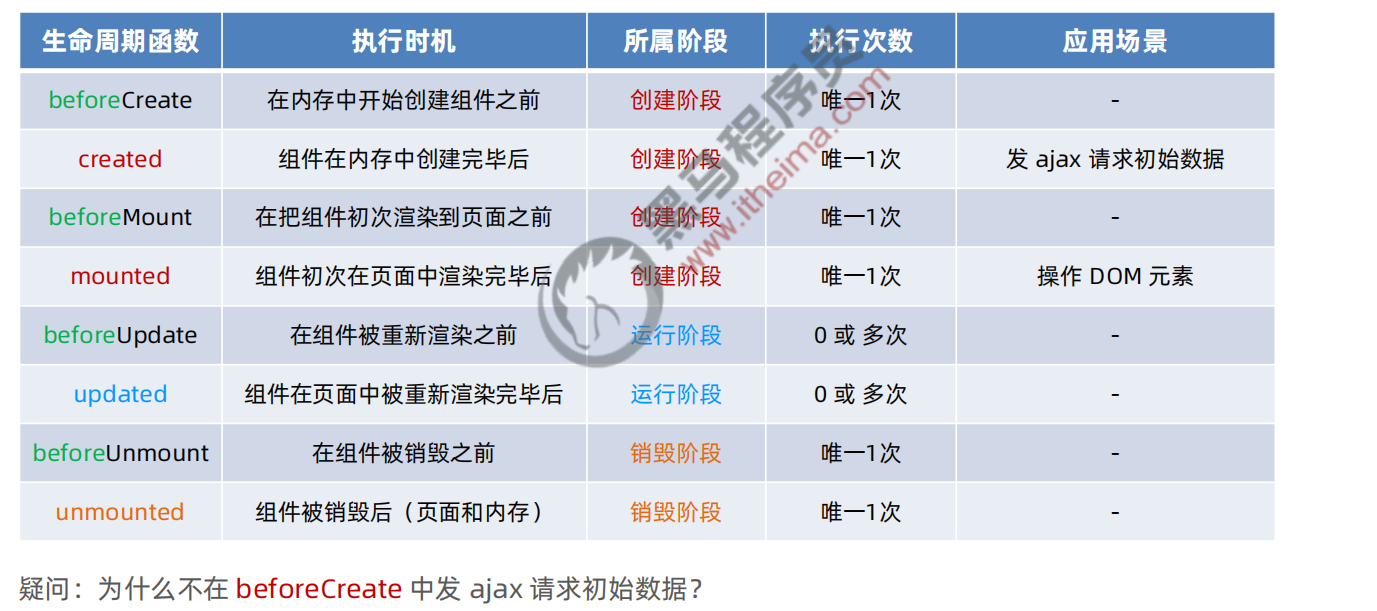 生命周期函数 执行时机 所属阶段 执行次数 应用场景
beforeCreate 在内存中开始创建组件之前 创建阶段 唯一1次 -
created 组件在内存中创建完毕后 创建阶段 唯一1次 发 ajax 请求初始数据
beforeMount 在把组件初次渲染到页面之前 创建阶段 唯一1次 -
mounted 组件初次在页面中渲染完毕后 创建阶段 唯一1次 操作 DOM 元素
beforeUpdate 在组件被重新渲染之前 运行阶段 0 或 多次 -
updated 组件在页面中被重新渲染完毕后 运行阶段 0 或 多次 -
beforeUnmount 在组件被销毁之前 销毁阶段 唯一1次 -
unmounted 组件被销毁后（页面和内存） 销毁阶段 唯一1次 -
疑问：为什么不在 beforeCreate 中发 ajax 请求初始数据？
黑马程序员
www.itheima.com